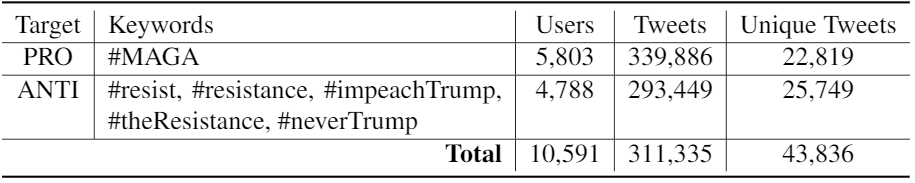 Target Keywords Users Tweets Unique Tweets
PRO #MAGA 5,803 339,886 22,819
ANTI #resist, #resistance, #impeachTrump, 4,788 293,449 25,749
#theResistance, #neverTrump
Total 10,591 311,335 43,836